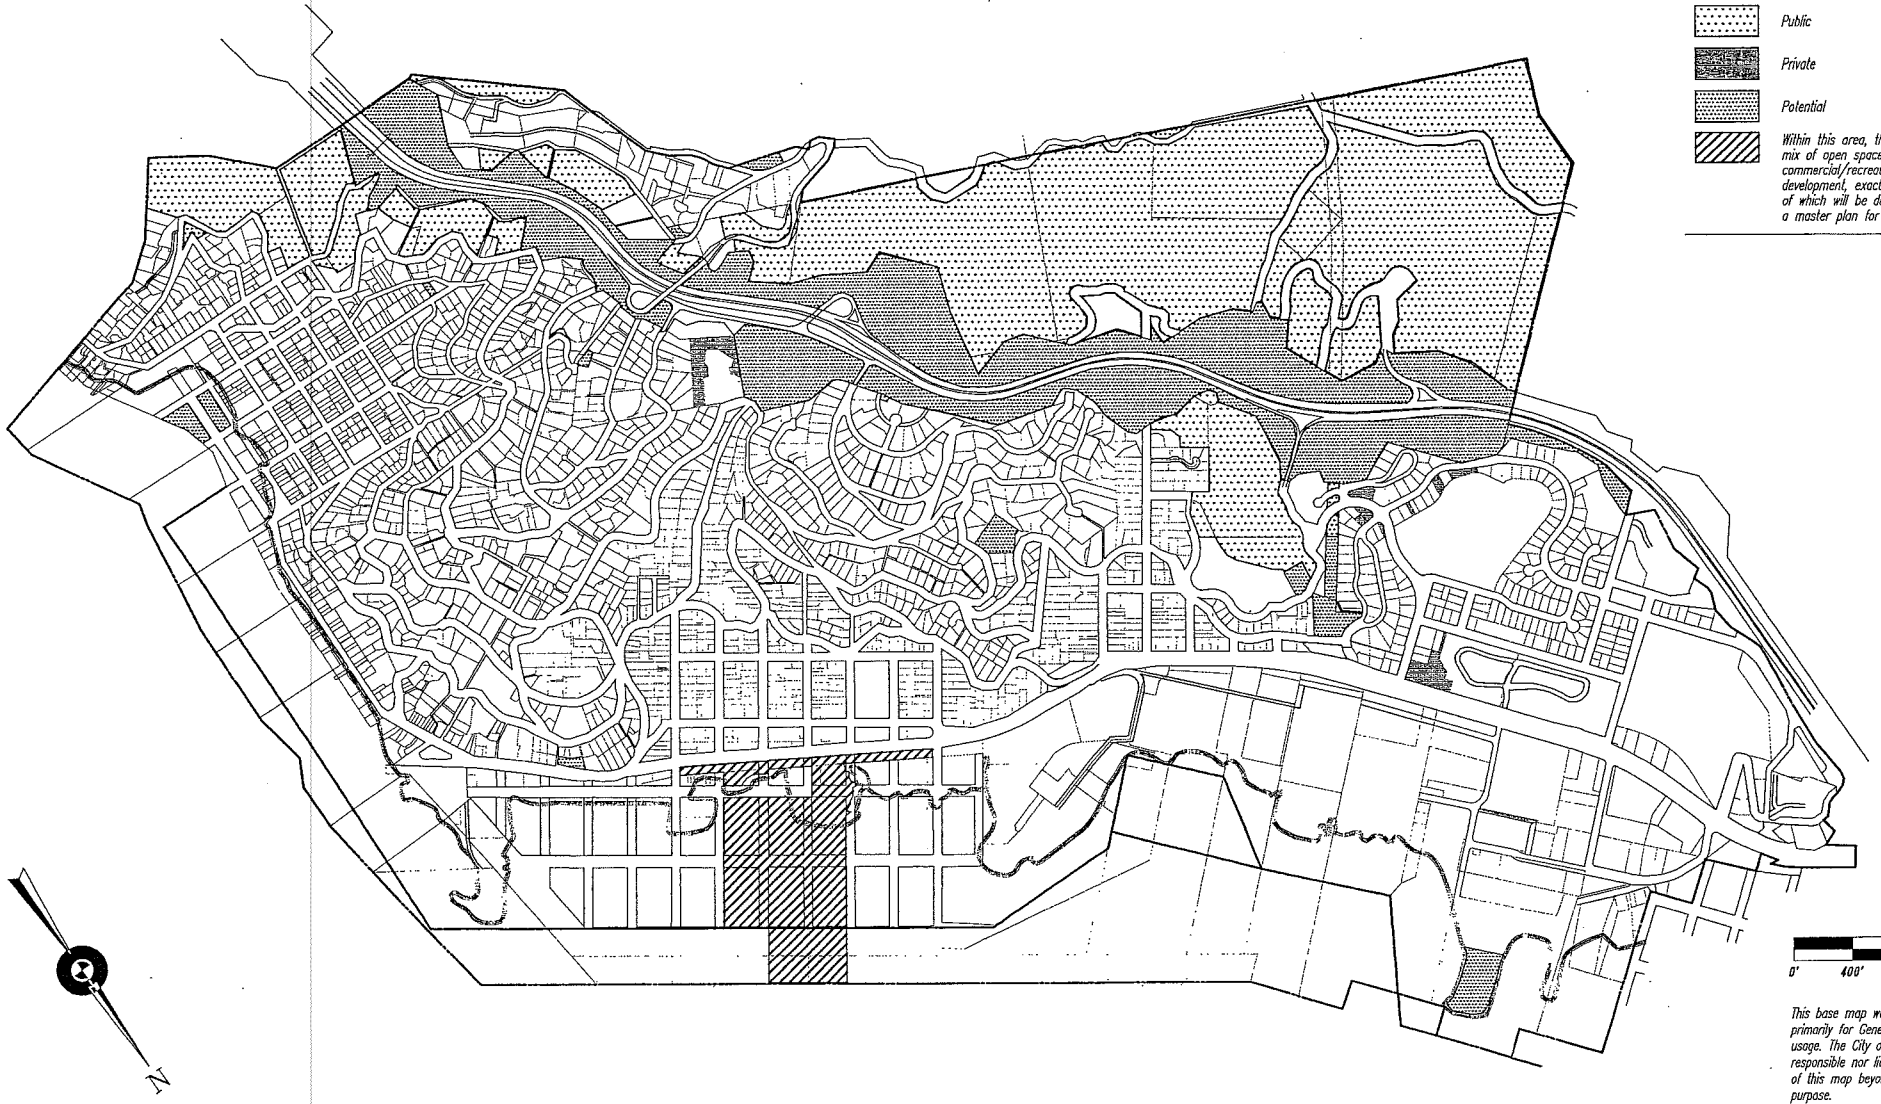 Public
Private
Potential
Within this area, th
mix of open space
commercial/recrea
development, exact
of which will be d
a master plan for
N
0' 400'
This base map w
primarily for Gene
usage. The City o
responsible nor li
of this map beyo
purpose.